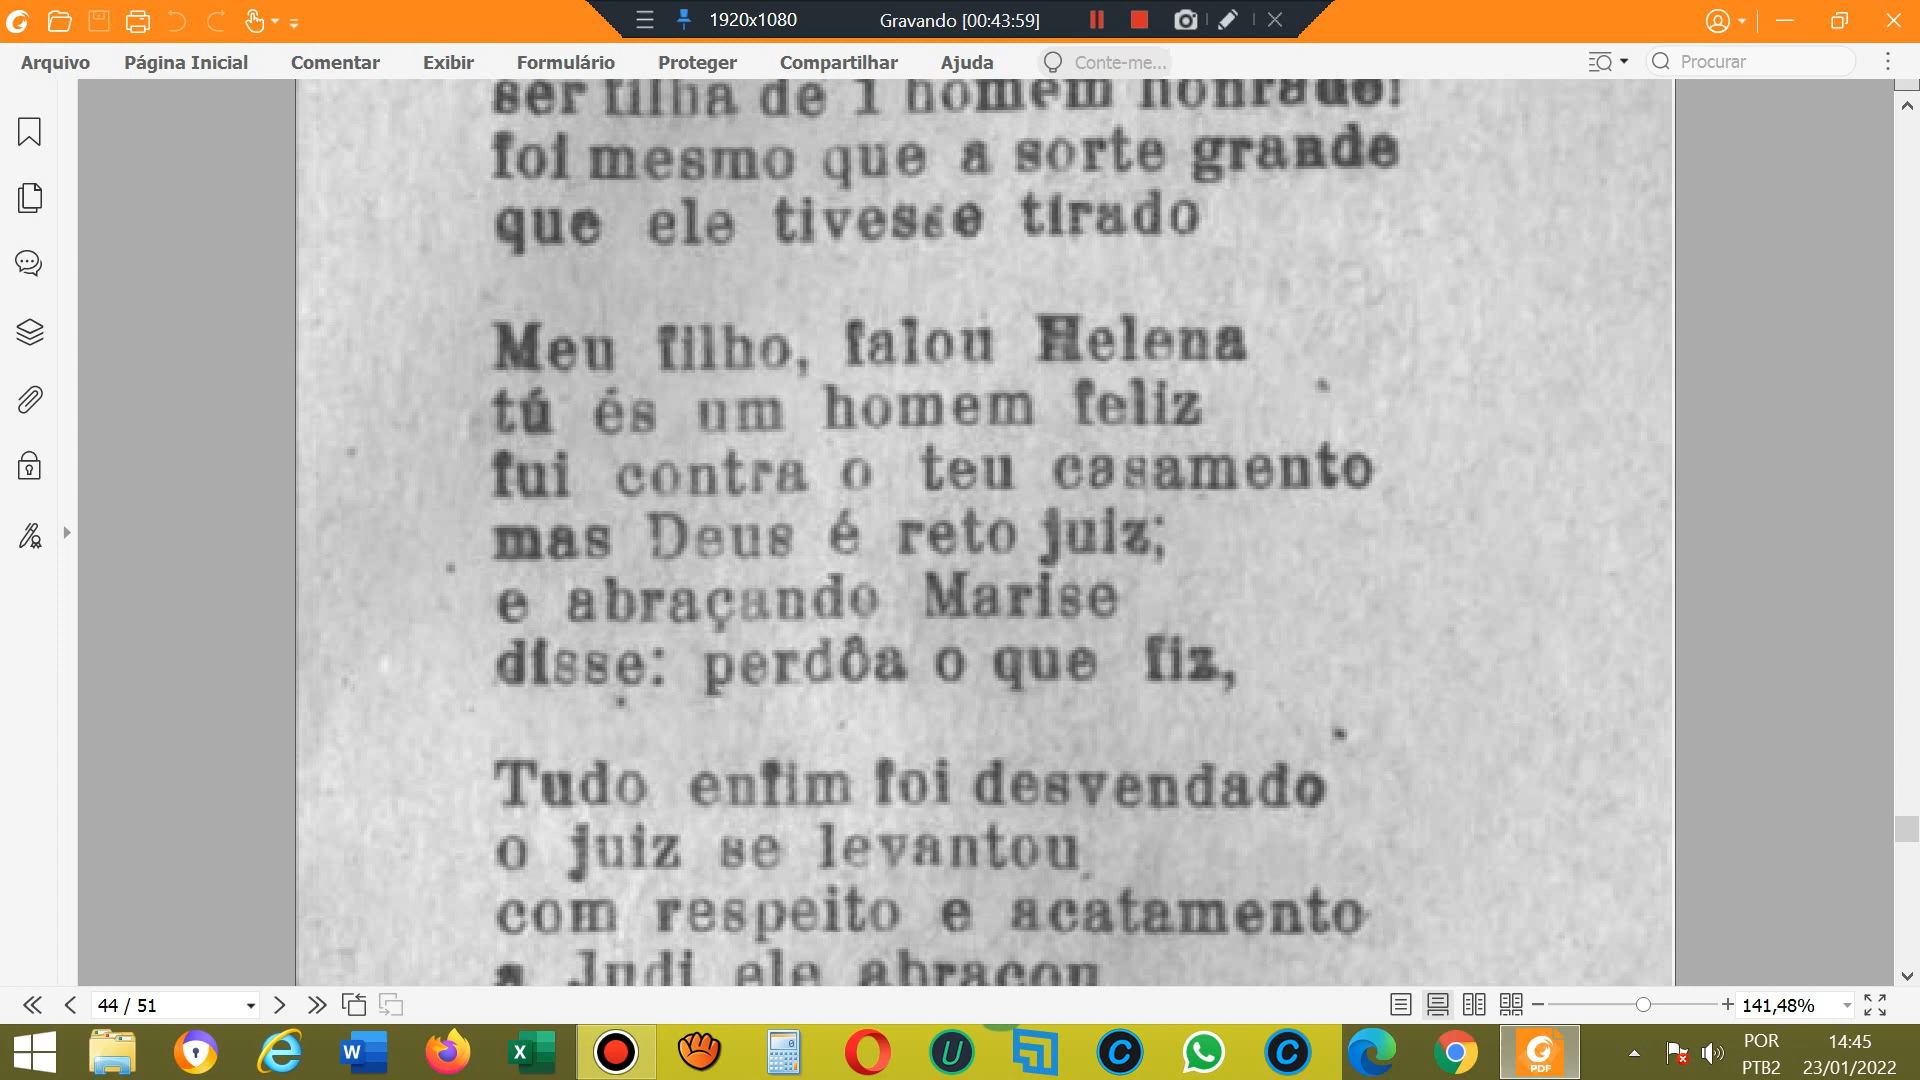 1920x1080
Gravando [00:43:59]
Arquivo
Página Inicial
Comentar
Exibir
Formulário
Proteger
Compartilhar
Ajuda
Conte-me...
Procurar
ser filha de 1 homem honrado!
foi mesmo que a sorte grande
que ele tivesse tirado
Meu filho, falou Helena
tú és um homem feliz
fui contra o teu casamento
mas Deus é reto juiz;
e abraçando Marise
disse: perdôa o que fiz,
Tudo enfim foi desvendado
o juiz se levantou
com respeito e acatamento
a Judi ele abraçou
44 / 51
141,48%
POR
PTB2
14:45
23/01/2022
PDF